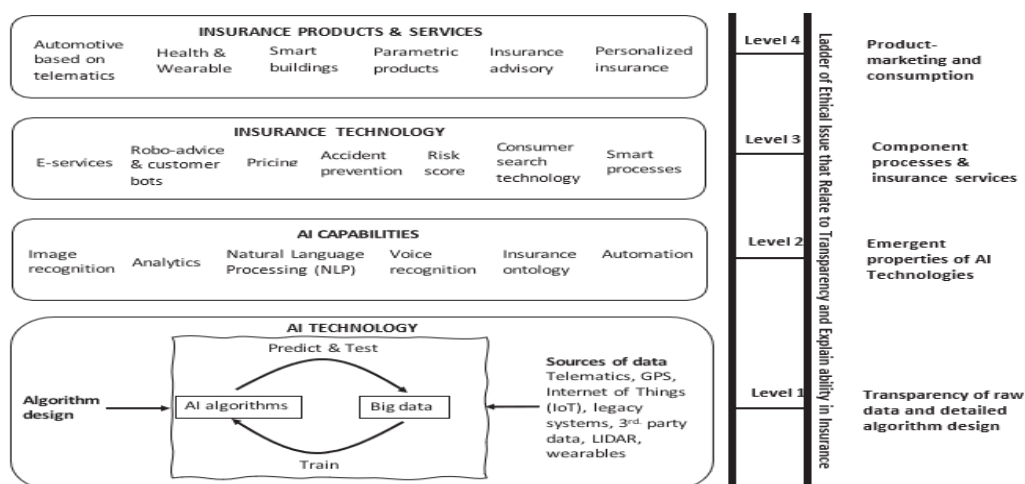 INSURANCE PRODUCTS & SERVICES
Automotive
based on
telematics
Health &
Wearable
Smart
buildings
Parametric
products
Insurance
advisory
Personalized
insurance
INSURANCE TECHNOLOGY
E-services
Robo-advice
& customer
bots
Pricing
Accident
prevention
Risk
score
Consumer
search
technology
Smart
processes
AI CAPABILITIES
Image
recognition
Analytics
Natural Language
Processing (NLP)
Voice
recognition
Insurance
ontology
Automation
AI TECHNOLOGY
Predict & Test
Algorithm
design
AI algorithms
Big data
Train
Sources of data
Telematics, GPS,
Internet of Things
(IoT), legacy
systems, 3rd. party
data, LIDAR,
wearables
Level 4
Level 3
Level 2
Level 1
Ladder of Ethical Issue that Relate to Transparency and Explain ability in Insurance
Product-
marketing and
consumption
Component
processes &
insurance services
Emergent
properties of AI
Technologies
Transparency of raw
data and detailed
algorithm design